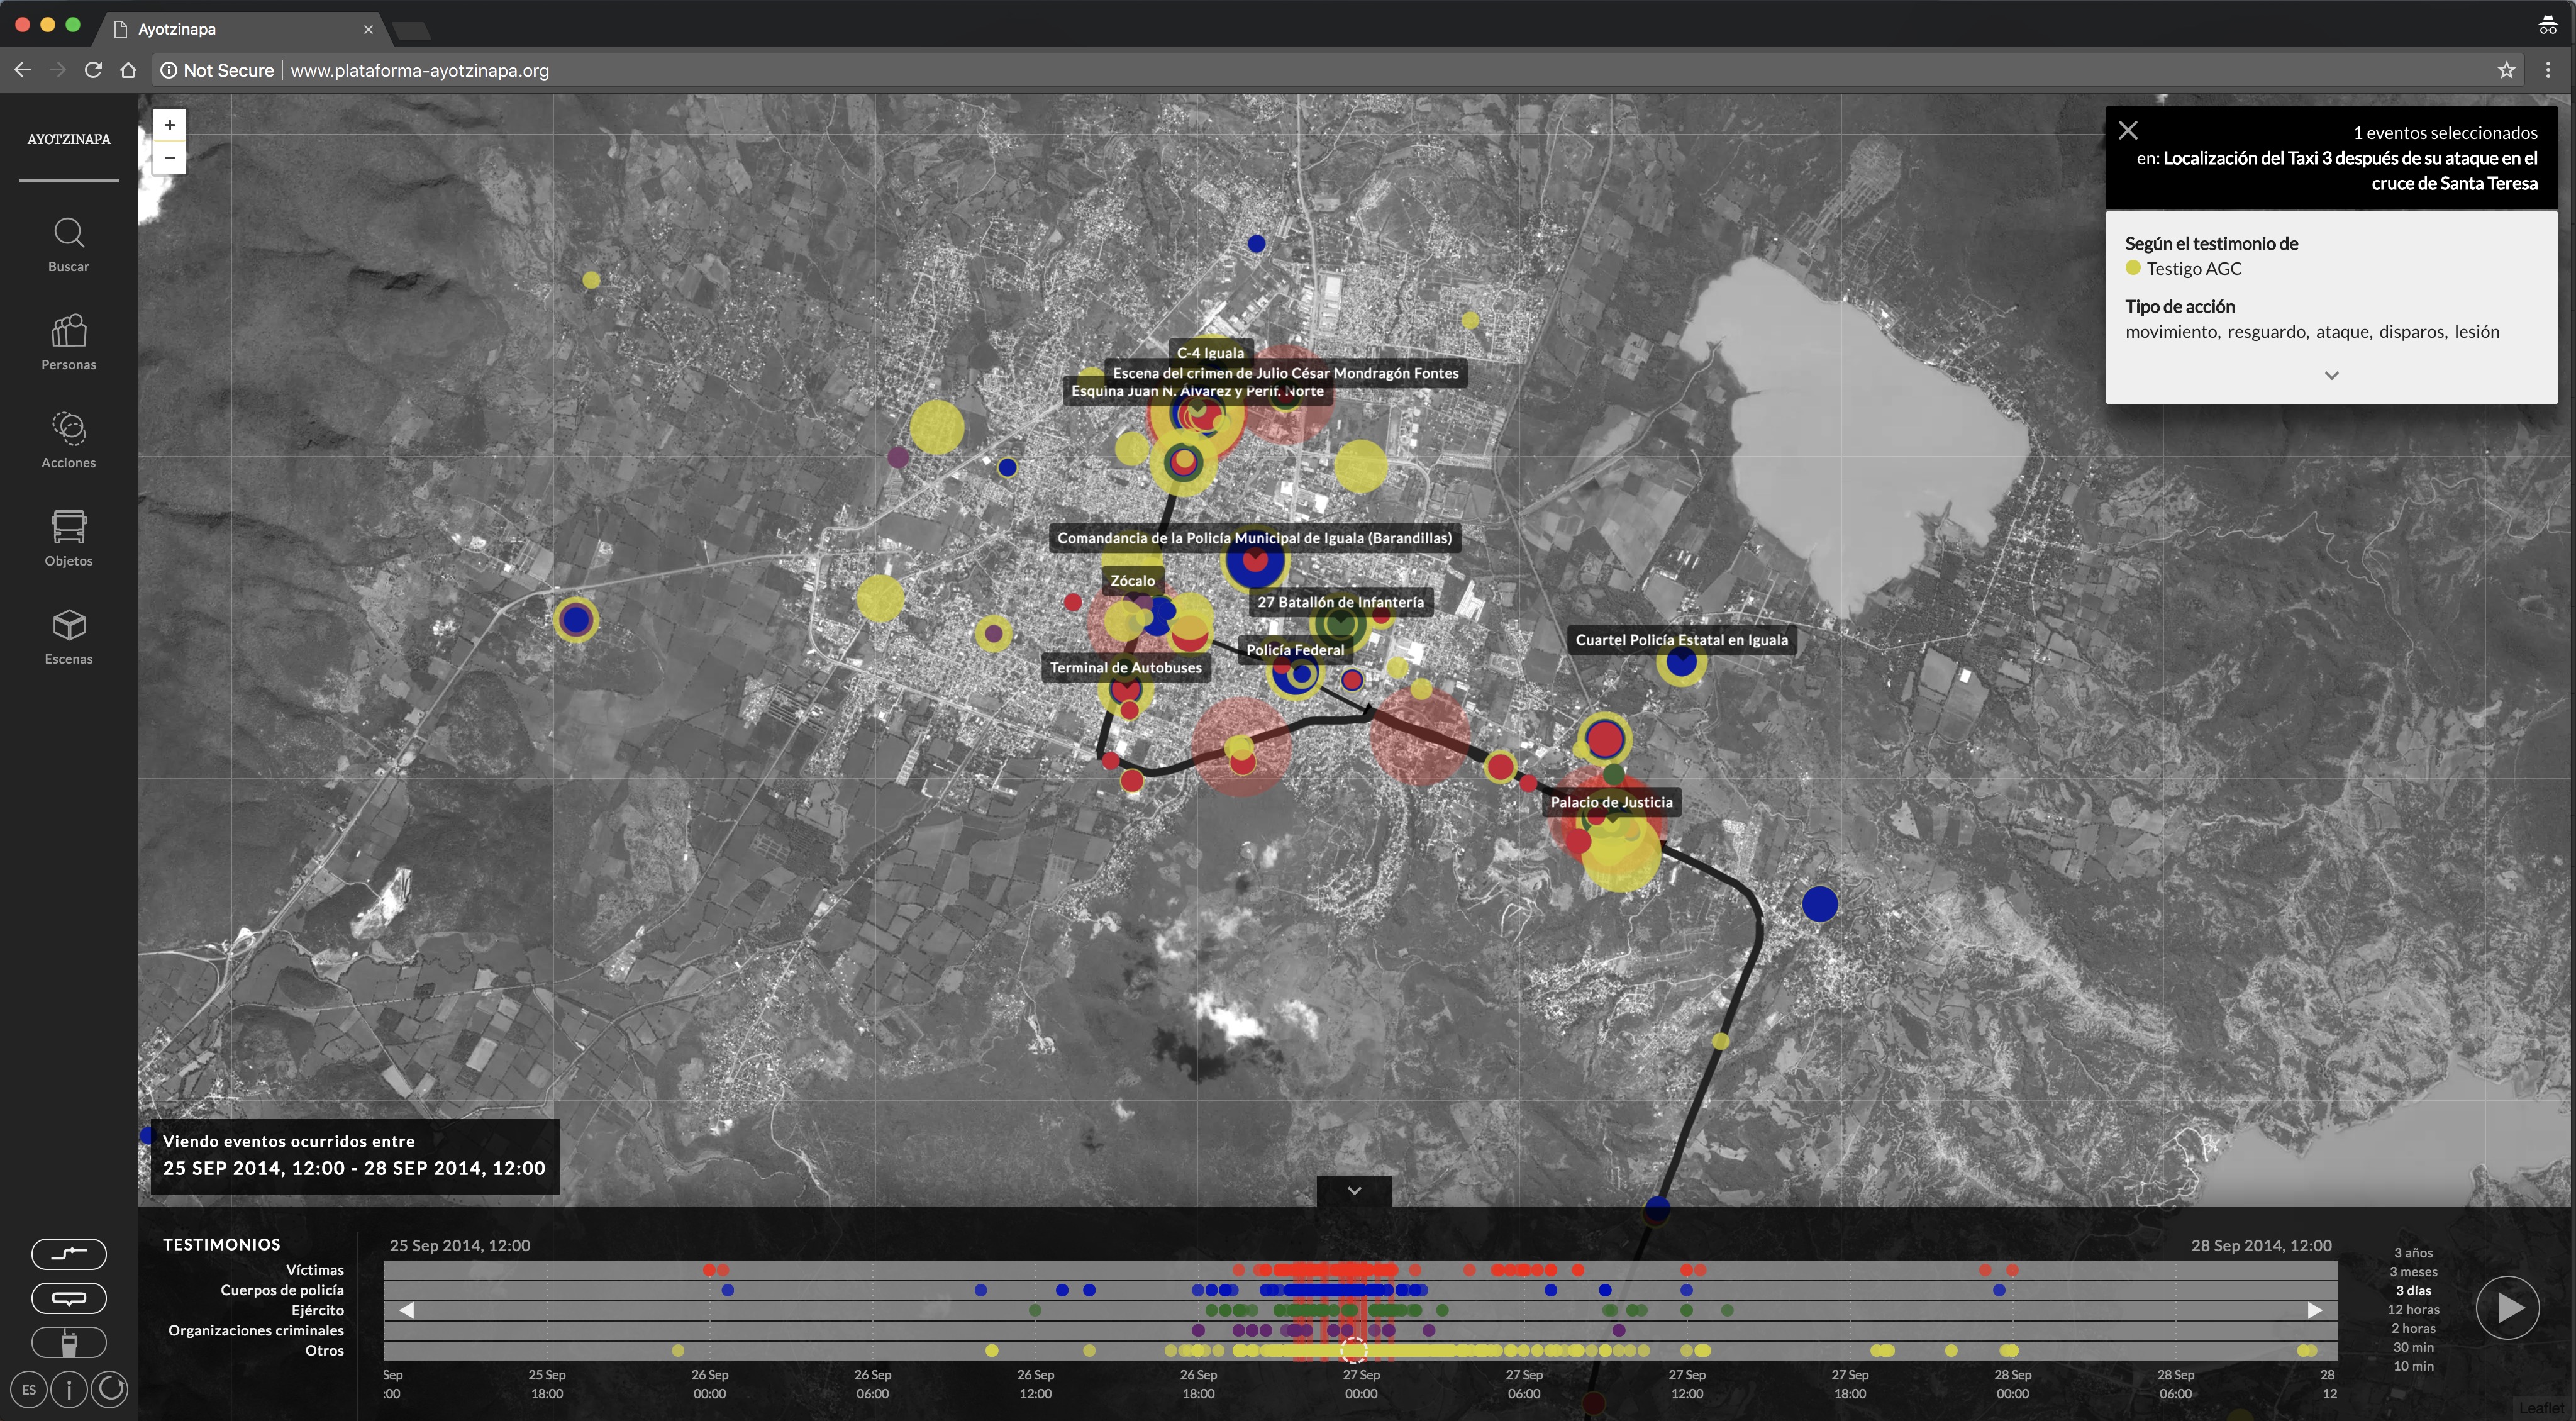 Ayotzinapa
Not Secure
www.plataforma-ayotzinapa.org
AYOTZINAPA
Buscar
Personas
Acciones
Objetos
Escenas
ES
+
−
C-4 Iguala
Escena del crimen de Julio César Mondragón Fontes
Esquina Juan N. Álvarez y Perif. Norte
Comandancia de la Policía Municipal de Iguala (Barandillas)
Zócalo
27 Batallón de Infantería
Policía Federal
Terminal de Autobuses
Cuartel Policía Estatal en Iguala
Palacio de Justicia
1 eventos seleccionados
en: Localización del Taxi 3 después de su ataque en el
cruce de Santa Teresa
Según el testimonio de
Testigo AGC
Tipo de acción
movimiento, resguardo, ataque, disparos, lesión
Viendo eventos ocurridos entre
25 SEP 2014, 12:00 - 28 SEP 2014, 12:00
TESTIMONIOS
25 Sep 2014, 12:00
28 Sep 2014, 12:00
Víctimas
Cuerpos de policía
Ejército
Organizaciones criminales
Otros
Sep 25 Sep 26 Sep 26 Sep 26 Sep 26 Sep 27 Sep 27 Sep 27 Sep 27 Sep 28 Sep 28 Sep 28
:00 18:00 00:00 06:00 12:00 18:00 00:00 06:00 12:00 18:00 00:00 06:00 12
3 años
3 meses
3 días
12 horas
2 horas
30 min
10 min
Leaflet